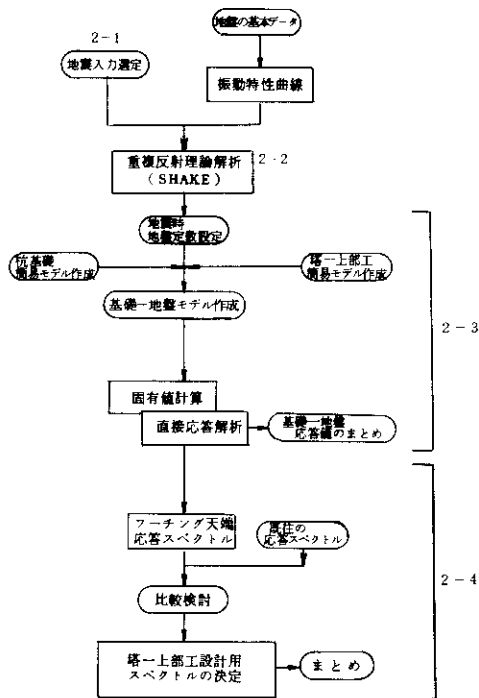 地盤の基本データ
2-1
地震入力選定
振動特性曲線
重複反射理論解析
(SHAKE)
2-2
地震時
地盤定数設定
杭基礎
簡易モデル作成
塔ー上部工
簡易モデル作成
基礎ー地盤モデル作成
2-3
固有値計算
直接応答解析
基礎ー地盤
応答値のまとめ
フーチング天端
応答スペクトル
既往の
応答スペクトル
2-4
比較検討
塔ー上部工設計用
スペクトルの決定
まとめ